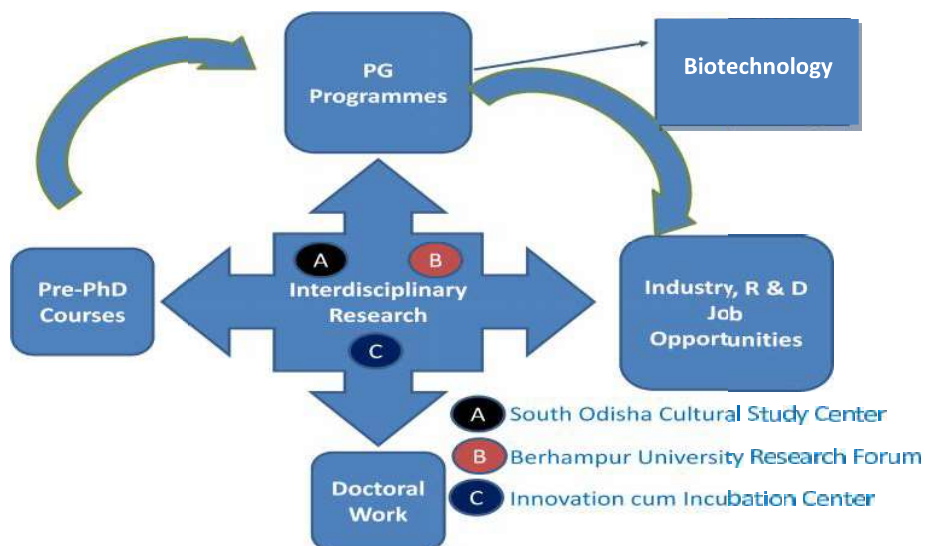 PG
Programmes
Biotechnology
A
B
Interdisciplinary
Research
C
Pre-PhD
Courses
Industry, R & D
Job
Opportunities
Doctoral
Work
A South Odisha Cultural Study Center
B Berhampur University Research Forum
C Innovation cum Incubation Center